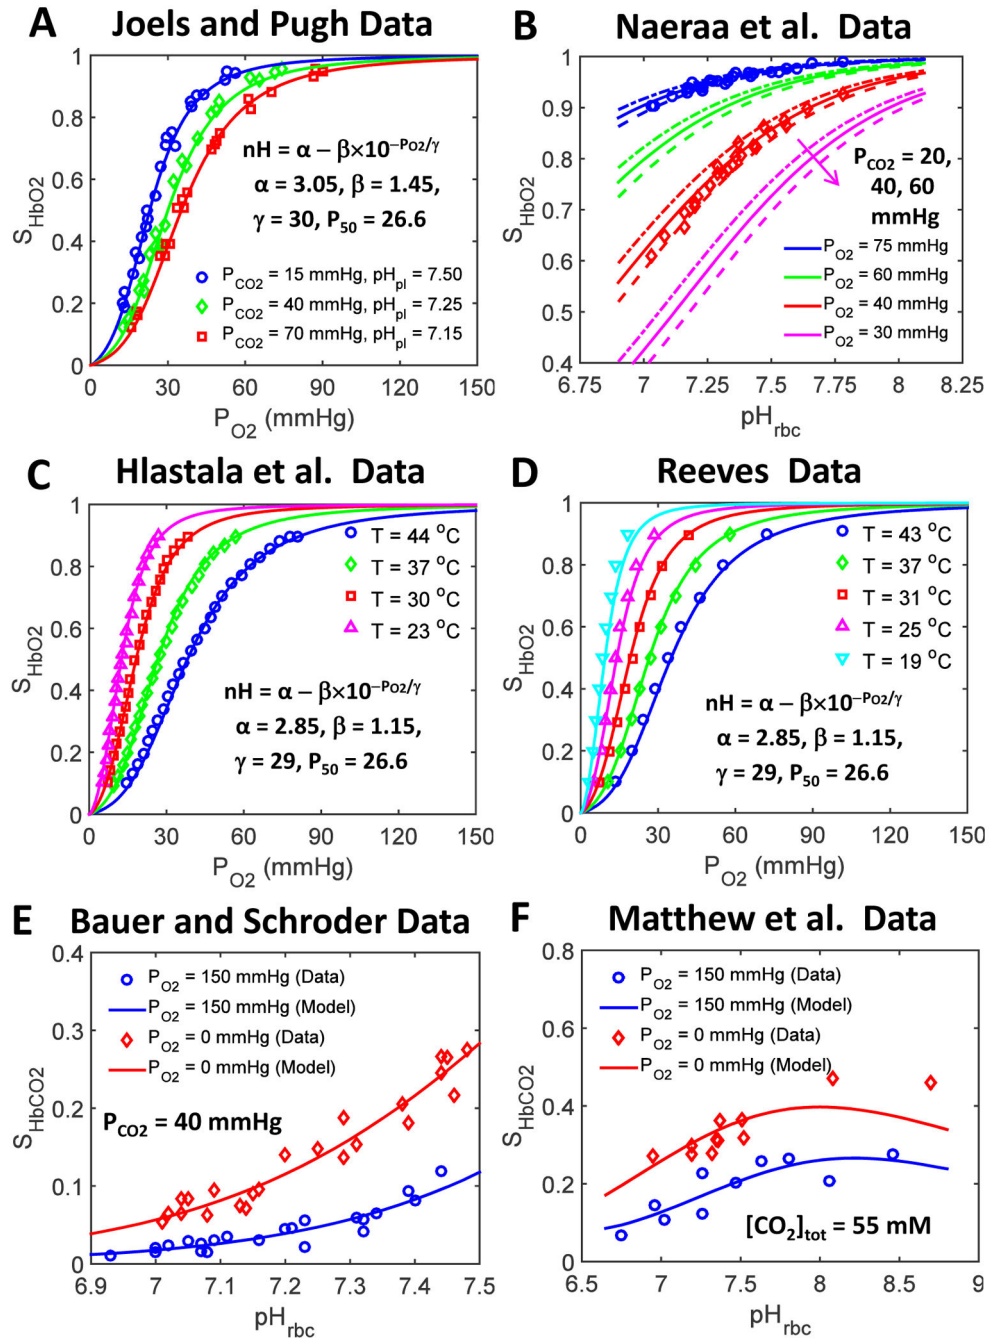 A Joels and Pugh Data
S_HbO2
1
0.8
0.6
0.4
0.2
0
nH = α − β×10^−PO2/γ
α = 3.05, β = 1.45,
γ = 30, P50 = 26.6
P_CO2 = 15 mmHg, pH_pl = 7.50
P_CO2 = 40 mmHg, pH_pl = 7.25
P_CO2 = 70 mmHg, pH_pl = 7.15
0 30 60 90 120 150
P_O2 (mmHg)
B Naeraa et al. Data
S_HbO2
1
0.9
0.8
0.7
0.6
0.5
0.4
P_CO2 = 20,
40, 60
mmHg
P_O2 = 75 mmHg
P_O2 = 60 mmHg
P_O2 = 40 mmHg
P_O2 = 30 mmHg
6.75 7 7.25 7.5 7.75 8 8.25
pH_rbc
C Hlastala et al. Data
S_HbO2
1
0.8
0.6
0.4
0.2
0
T = 44 °C
T = 37 °C
T = 30 °C
T = 23 °C
nH = α − β×10^−PO2/γ
α = 2.85, β = 1.15,
γ = 29, P50 = 26.6
0 30 60 90 120 150
P_O2 (mmHg)
D Reeves Data
S_HbO2
1
0.8
0.6
0.4
0.2
0
T = 43 °C
T = 37 °C
T = 31 °C
T = 25 °C
T = 19 °C
nH = α − β×10^−PO2/γ
α = 2.85, β = 1.15,
γ = 29, P50 = 26.6
0 30 60 90 120 150
P_O2 (mmHg)
E Bauer and Schroder Data
S_HbCO2
0.4
0.3
0.2
0.1
0
P_O2 = 150 mmHg (Data)
P_O2 = 150 mmHg (Model)
P_O2 = 0 mmHg (Data)
P_O2 = 0 mmHg (Model)
P_CO2 = 40 mmHg
6.9 7 7.1 7.2 7.3 7.4 7.5
pH_rbc
F Matthew et al. Data
S_HbCO2
0.8
0.6
0.4
0.2
0
P_O2 = 150 mmHg (Data)
P_O2 = 150 mmHg (Model)
P_O2 = 0 mmHg (Data)
P_O2 = 0 mmHg (Model)
[CO2]tot = 55 mM
6.5 7 7.5 8 8.5 9
pH_rbc